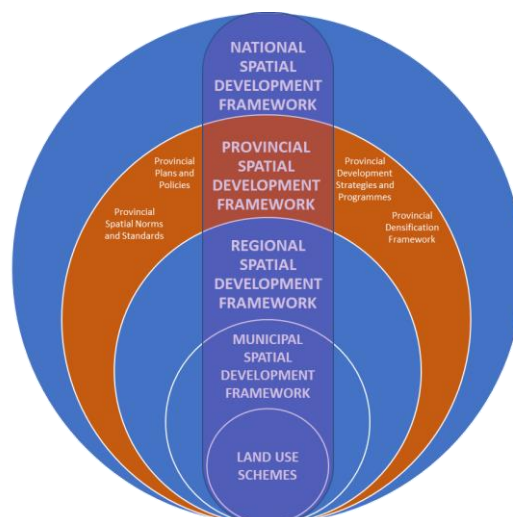 NATIONAL
SPATIAL
DEVELOPMENT
FRAMEWORK
PROVINCIAL
SPATIAL
DEVELOPMENT
FRAMEWORK
Provincial
Plans and
Policies
Provincial
Spatial Norms
and Standards
Provincial
Development
Strategies and
Programmes
Provincial
Densification
Framework
REGIONAL
SPATIAL
DEVELOPMENT
FRAMEWORK
MUNICIPAL
SPATIAL
DEVELOPMENT
FRAMEWORK
LAND USE
SCHEMES